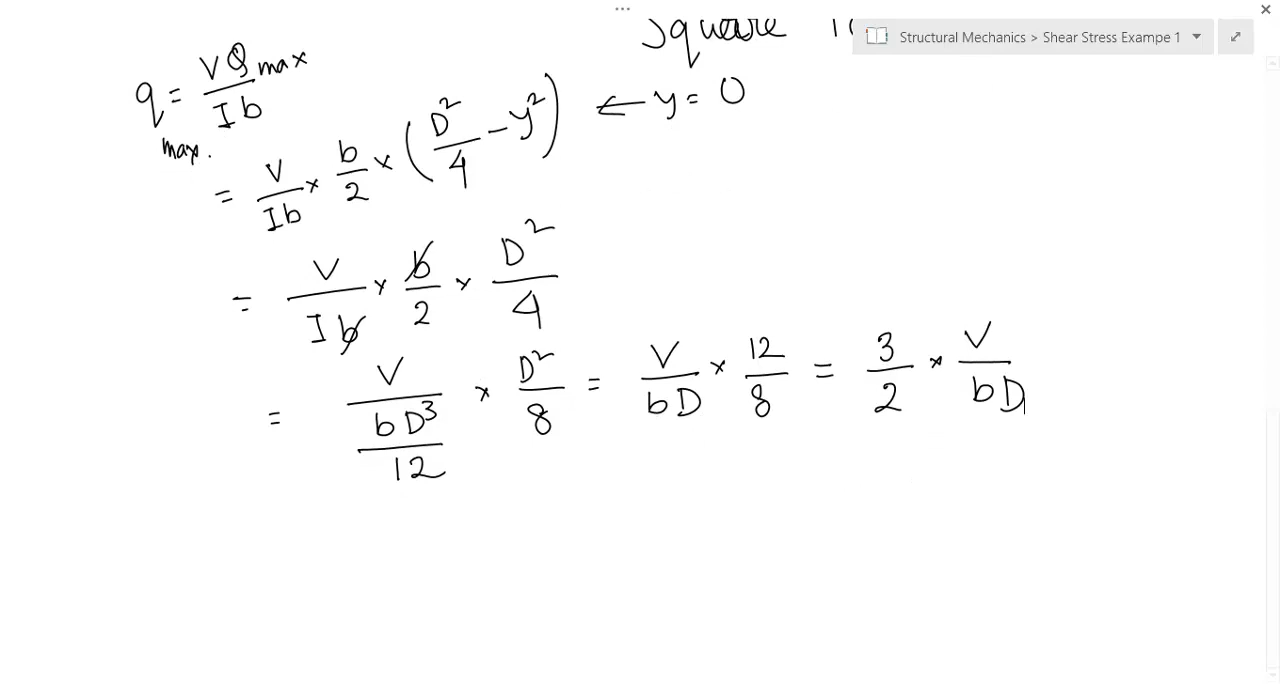 ...
square
Structural Mechanics > Shear Stress Exampe 1
q max. = VQmax / Ib
= V/Ib × b/2 × (D²/4 − y²) ← y = 0
= V/Ib × b/2 × D²/4
= V/(bD³/12) × D²/8 = V/bD × 12/8 = 3/2 × V/bD